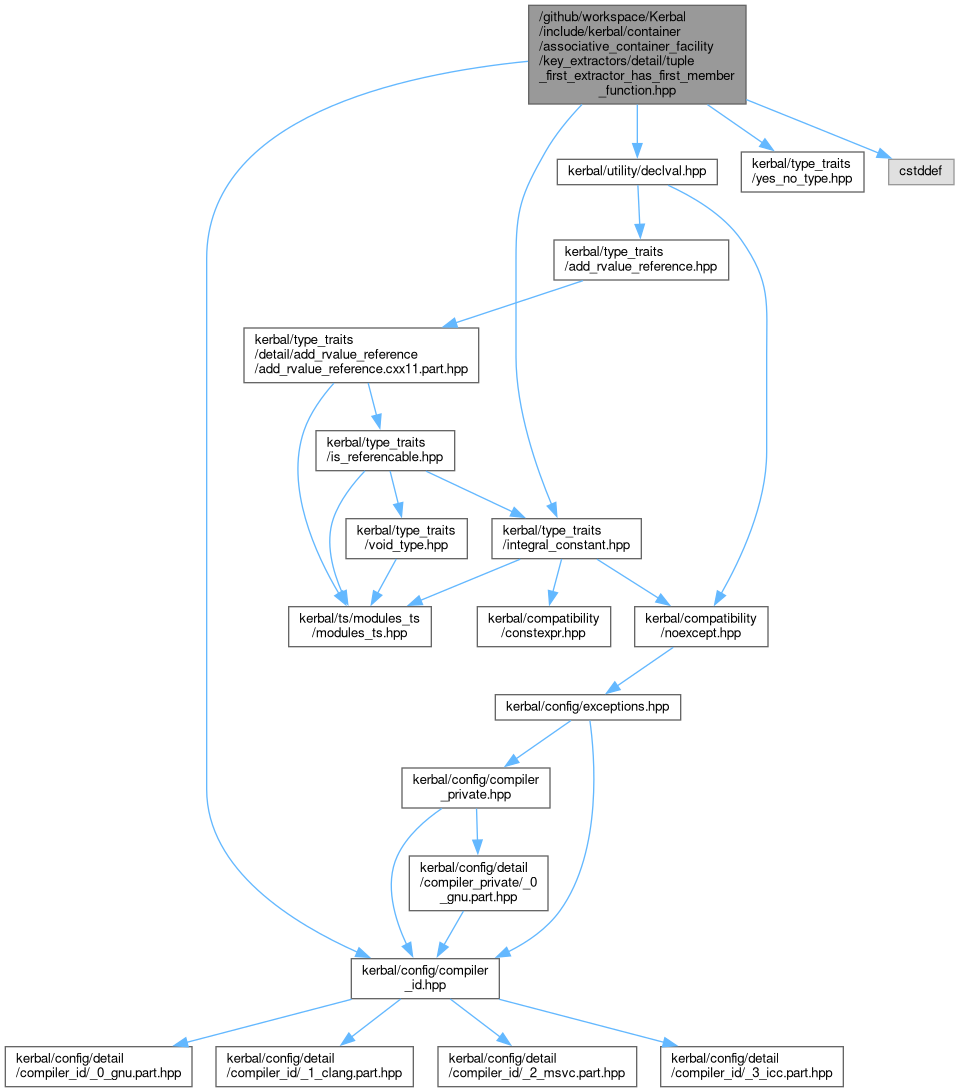 /github/workspace/Kerbal
/include/kerbal/container
/associative_container_facility
/key_extractors/detail/tuple
_first_extractor_has_first_member
_function.hpp
kerbal/utility/declval.hpp
kerbal/type_traits
/yes_no_type.hpp
cstddef
kerbal/type_traits
/add_rvalue_reference.hpp
kerbal/type_traits
/detail/add_rvalue_reference
/add_rvalue_reference.cxx11.part.hpp
kerbal/type_traits
/is_referencable.hpp
kerbal/type_traits
/void_type.hpp
kerbal/type_traits
/integral_constant.hpp
kerbal/ts/modules_ts
/modules_ts.hpp
kerbal/compatibility
/constexpr.hpp
kerbal/compatibility
/noexcept.hpp
kerbal/config/exceptions.hpp
kerbal/config/compiler
_private.hpp
kerbal/config/detail
/compiler_private/_0
_gnu.part.hpp
kerbal/config/compiler
_id.hpp
kerbal/config/detail
/compiler_id/_0_gnu.part.hpp
kerbal/config/detail
/compiler_id/_1_clang.part.hpp
kerbal/config/detail
/compiler_id/_2_msvc.part.hpp
kerbal/config/detail
/compiler_id/_3_icc.part.hpp